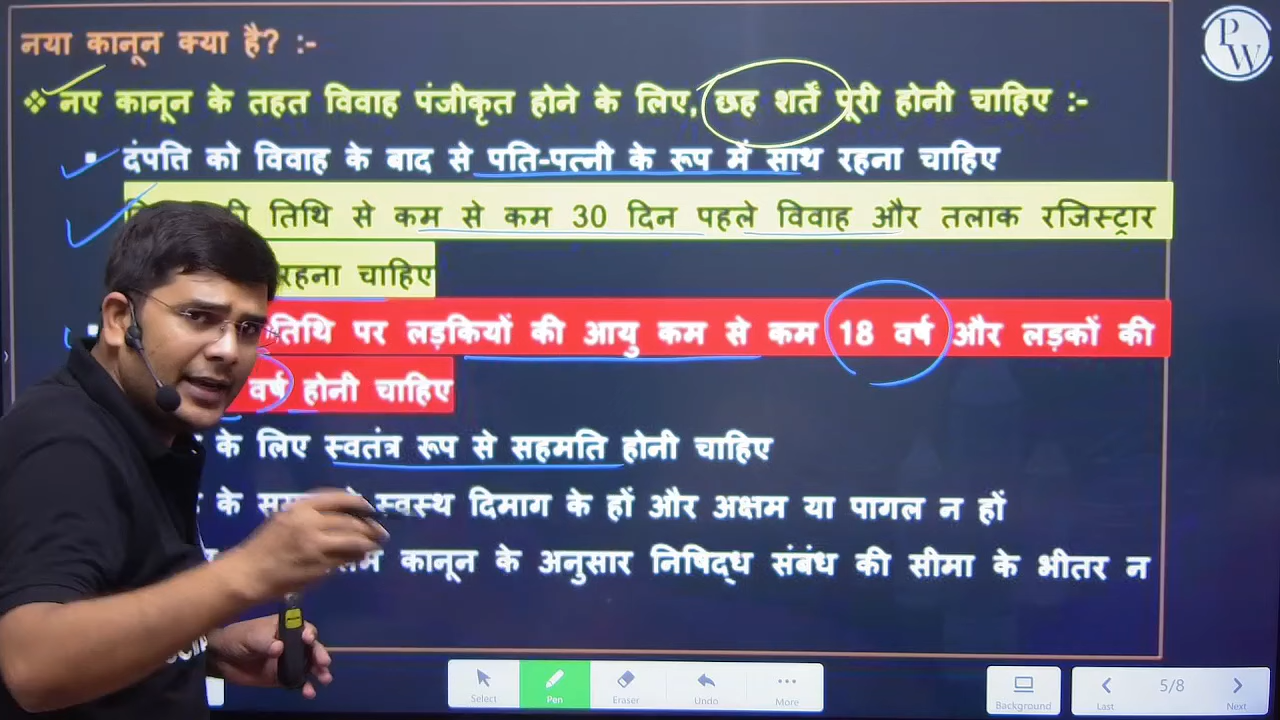 नया कानून क्या है? :-
PW
❖ नए कानून के तहत विवाह पंजीकृत होने के लिए, छह शर्तें पूरी होनी चाहिए :-
▪ दंपत्ति को विवाह के बाद से पति-पत्नी के रूप में साथ रहना चाहिए
तिथि से कम से कम 30 दिन पहले विवाह और तलाक रजिस्ट्रार
रहना चाहिए
तिथि पर लड़कियों की आयु कम से कम 18 वर्ष और लड़कों की
वर्ष होनी चाहिए
के लिए स्वतंत्र रूप से सहमति होनी चाहिए
के स्वस्थ दिमाग के हों और अक्षम या पागल न हों
कानून के अनुसार निषिद्ध संबंध की सीमा के भीतर न
Select Pen Eraser Undo More Background Last 5/8 Next